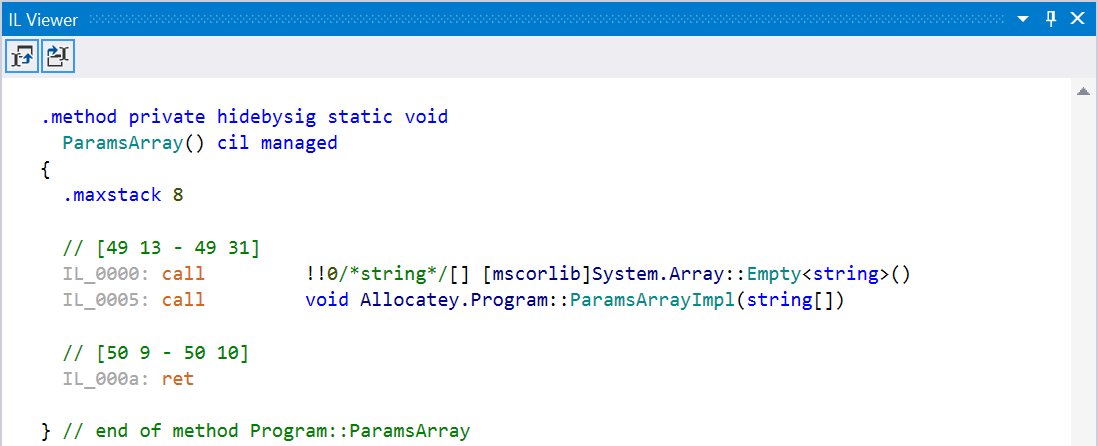 IL Viewer
.method private hidebysig static void
ParamsArray() cil managed
{
.maxstack 8
// [49 13 - 49 31]
IL_0000: call !!0/*string*/[] [mscorlib]System.Array::Empty<string>()
IL_0005: call void Allocatey.Program::ParamsArrayImpl(string[])
// [50 9 - 50 10]
IL_000a: ret
} // end of method Program::ParamsArray